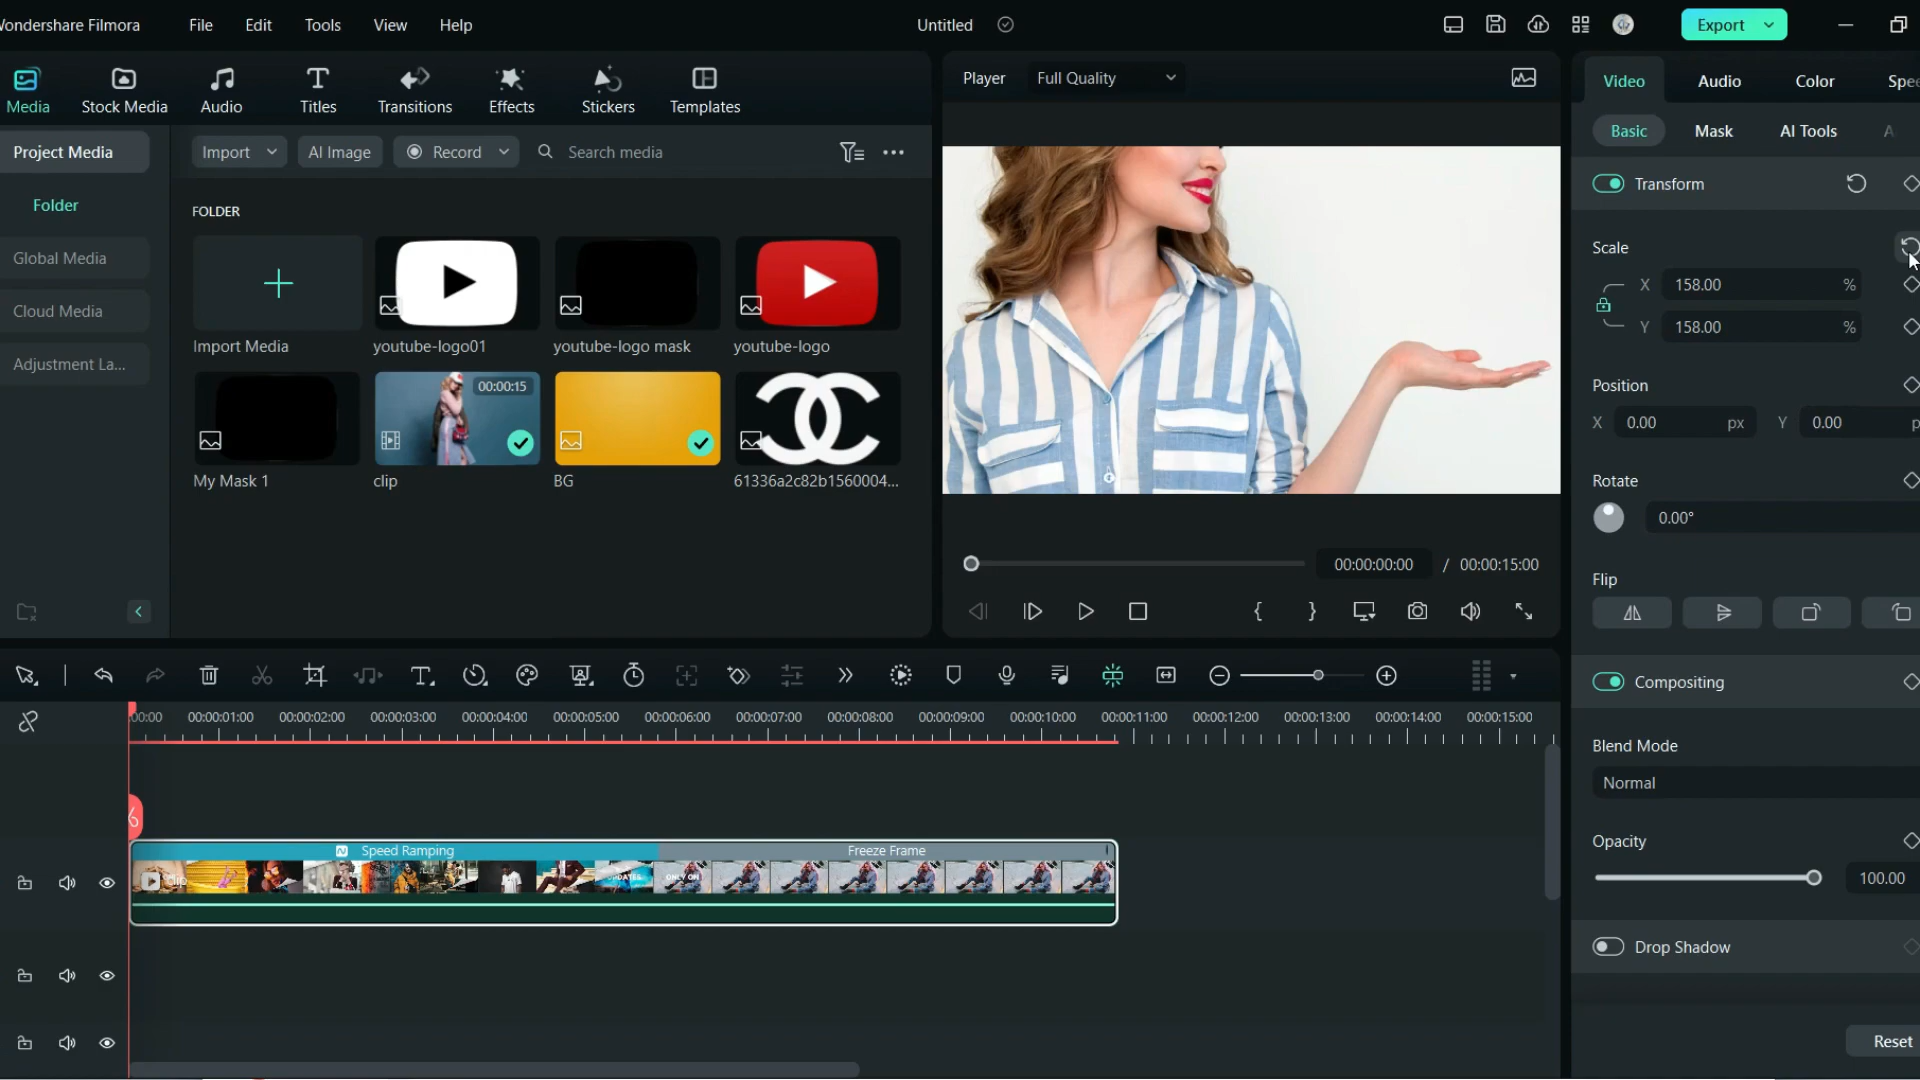 ondershare Filmora
File
Edit
Tools
View
Help
Untitled
Export
Media
Stock Media
Audio
Titles
Transitions
Effects
Stickers
Templates
Player
Full Quality
Video
Audio
Color
Spee
Basic
Mask
AI Tools
A
Project Media
Import
AI Image
Record
Search media
Folder
Global Media
Cloud Media
Adjustment La...
FOLDER
Import Media
youtube-logo01
youtube-logo mask
youtube-logo
00:00:15
My Mask 1
clip
BG
61336a2c82b1560004...
00:00:00:00
/ 00:00:15:00
Transform
Scale
X 158.00 %
Y 158.00 %
Position
X 0.00 px Y 0.00 p
Rotate
0.00°
Flip
Compositing
Blend Mode
Normal
Opacity
100.00
Drop Shadow
Reset
00:00 00:00:01:00 00:00:02:00 00:00:03:00 00:00:04:00 00:00:05:00 00:00:06:00 00:00:07:00 00:00:08:00 00:00:09:00 00:00:10:00 00:00:11:00 00:00:12:00 00:00:13:00 00:00:14:00 00:00:15:00
Speed Ramping
Freeze Frame
clip
UPDATES
ONLY ON